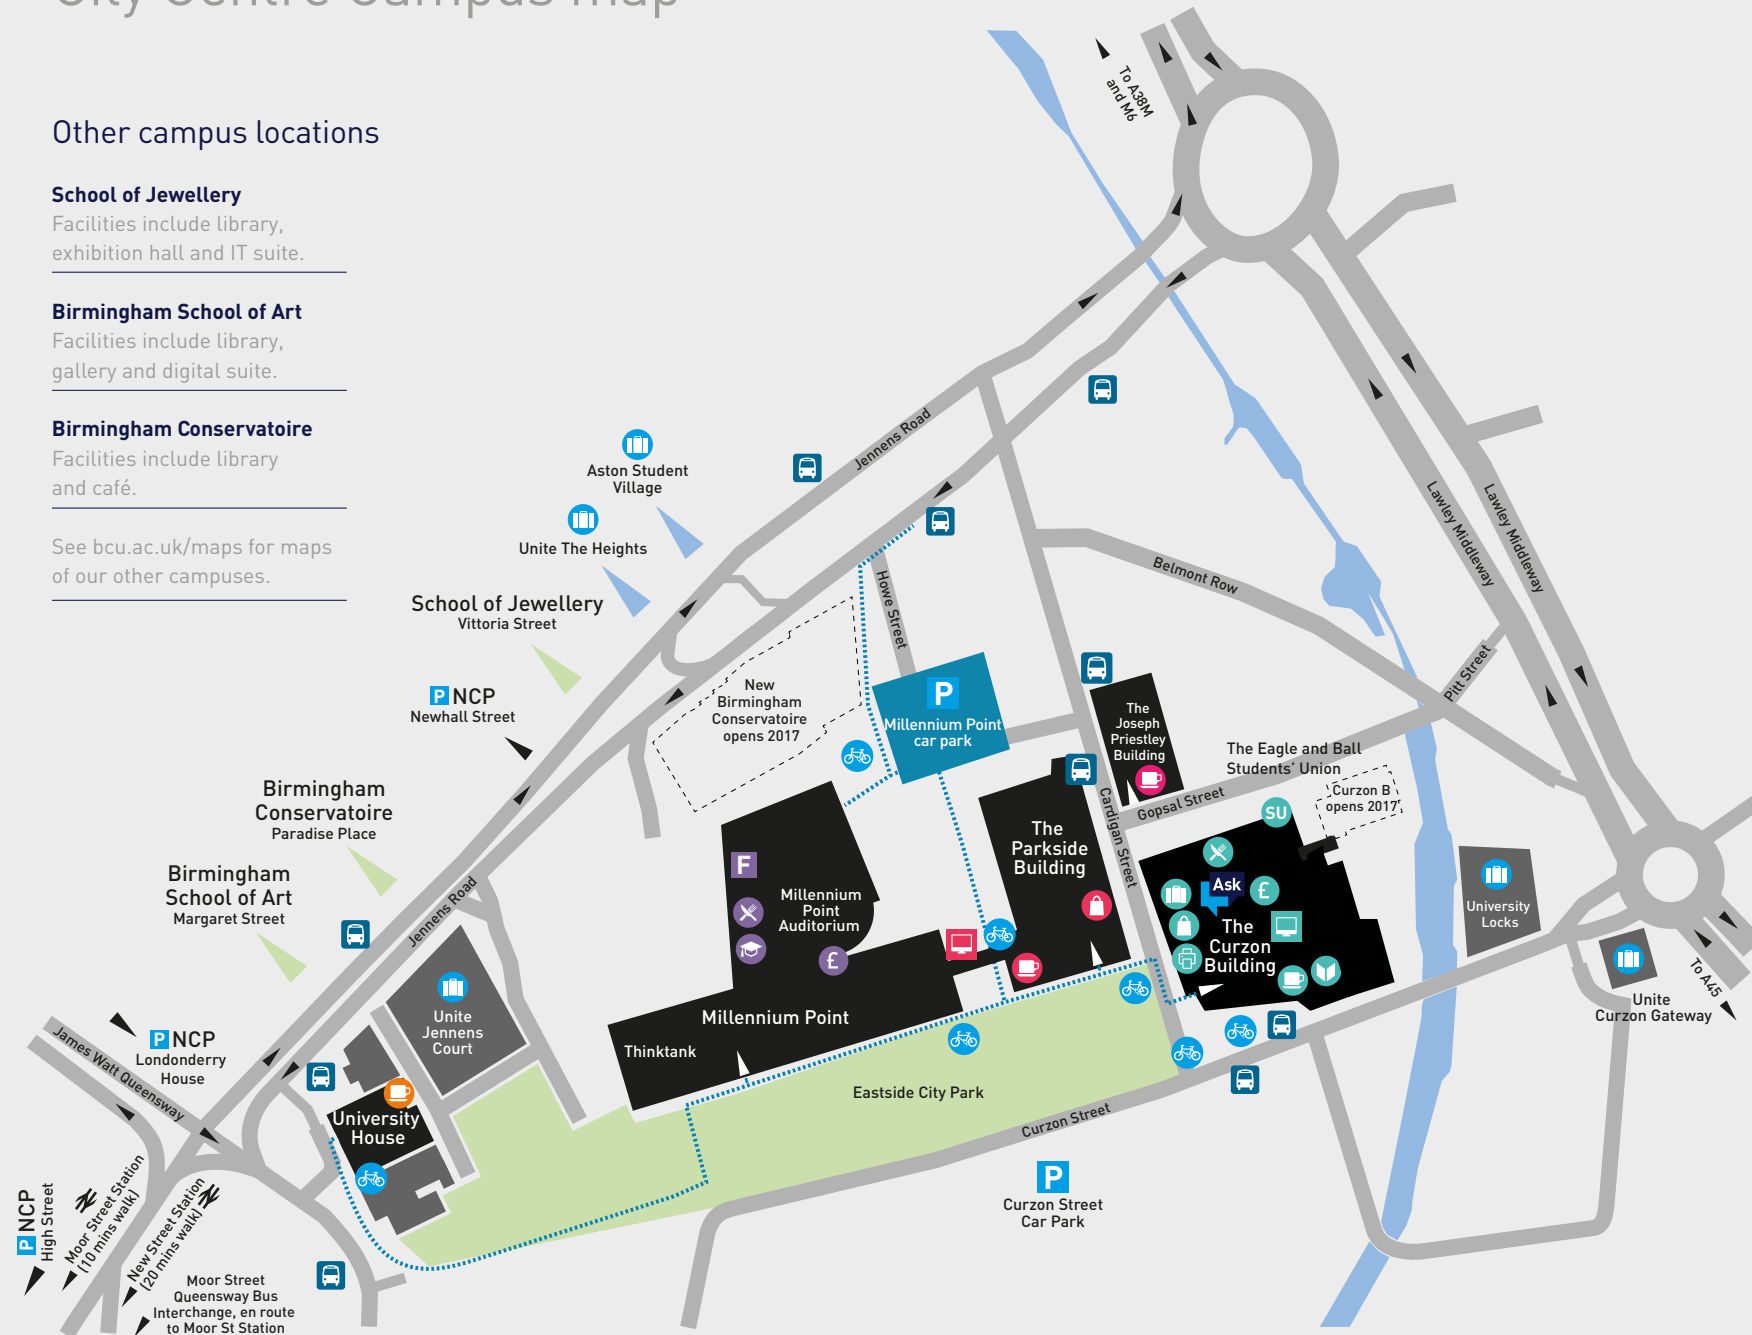 City Centre Campus map
Other campus locations
School of Jewellery
Facilities include library,
exhibition hall and IT suite.
Birmingham School of Art
Facilities include library,
gallery and digital suite.
Birmingham Conservatoire
Facilities include library
and café.
See bcu.ac.uk/maps for maps
of our other campuses.
To A38M
and M6
Jennens Road
Aston Student
Village
Unite The Heights
School of Jewellery
Vittoria Street
P NCP
Newhall Street
Birmingham
Conservatoire
Paradise Place
Birmingham
School of Art
Margaret Street
Jennens Road
P NCP
Londonderry
House
James Watt Queensway
P NCP
High Street
Moor Street Station
(10 mins walk)
New Street Station
(20 mins walk)
Moor Street
Queensway Bus
Interchange, en route
to Moor St Station
University
House
Unite
Jennens
Court
New
Birmingham
Conservatoire
opens 2017
Howe Street
P
Millennium Point
car park
F
Millennium
Point
Auditorium
£
Millennium Point
Thinktank
Eastside City Park
Curzon Street
P
Curzon Street
Car Park
The
Parkside
Building
Cardigan Street
The
Joseph
Priestley
Building
Gopsal Street
Belmont Row
Pitt Street
Lawley Middleway
Lawley Middleway
The Eagle and Ball
Students' Union
Curzon B
opens 2017
SU
Ask
£
The
Curzon
Building
University
Locks
Unite
Curzon Gateway
To A45